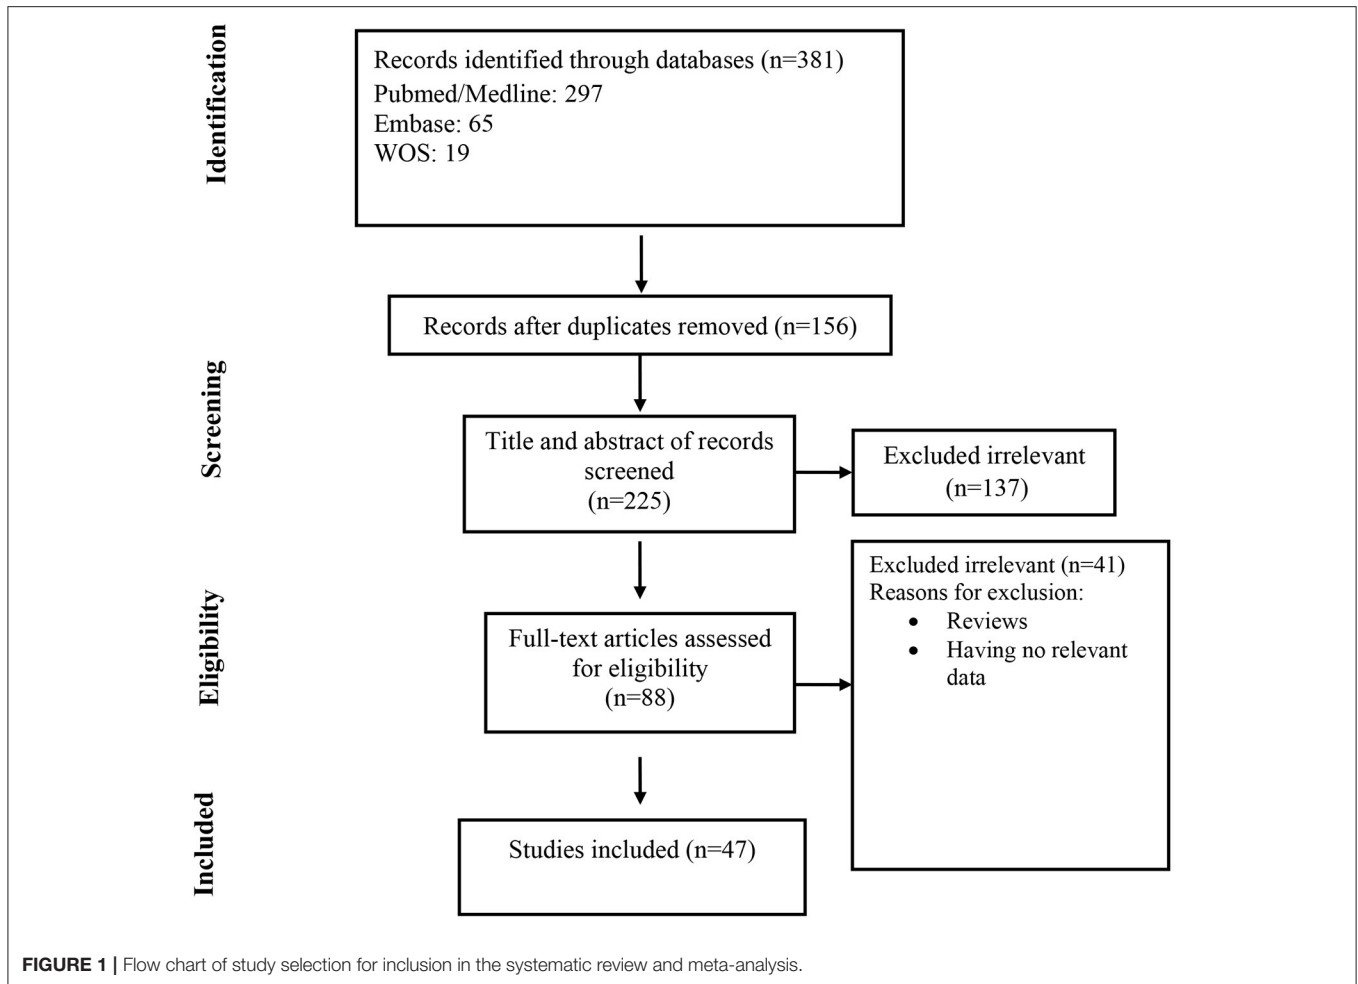 Identification
Records identified through databases (n=381)
Pubmed/Medline: 297
Embase: 65
WOS: 19
Records after duplicates removed (n=156)
Screening
Title and abstract of records
screened
(n=225)
Excluded irrelevant
(n=137)
Eligibility
Full-text articles assessed
for eligibility
(n=88)
Excluded irrelevant (n=41)
Reasons for exclusion:
• Reviews
• Having no relevant
data
Included
Studies included (n=47)
FIGURE 1 | Flow chart of study selection for inclusion in the systematic review and meta-analysis.